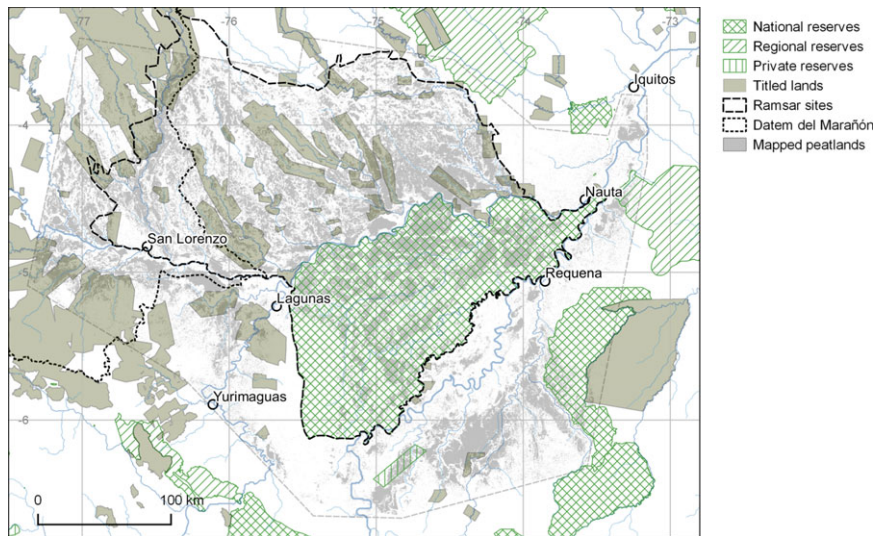 -77
-76
-75
-74
-73
Iquitos
-4
Nauta
San Lorenzo
-5
Requena
Lagunas
Yurimaguas
-6
0
100 km
National reserves
Regional reserves
Private reserves
Titled lands
Ramsar sites
Datem del Marañón
Mapped peatlands